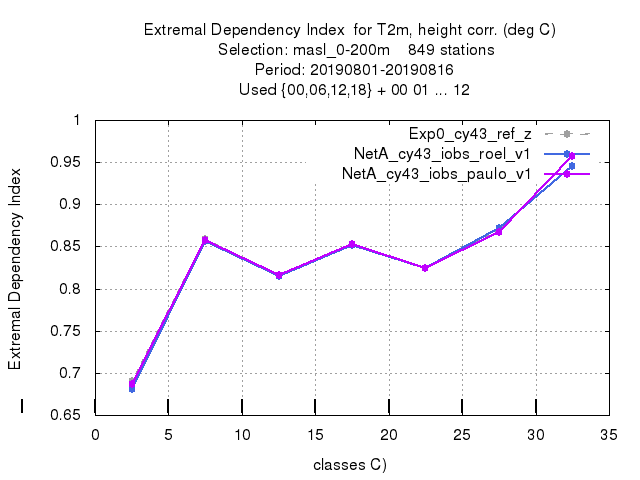 Extremal Dependency Index  for T2m, height corr. (deg C)
Selection: masl_0-200m    849 stations
Period: 20190801-20190816
Used {00,06,12,18} + 00 01 ... 12
Exp0_cy43_ref_z
NetA_cy43_iobs_roel_v1
NetA_cy43_iobs_paulo_v1
Extremal Dependency Index
1
0.95
0.9
0.85
0.8
0.75
0.7
0.65
0 5 10 15 20 25 30 35
classes C)